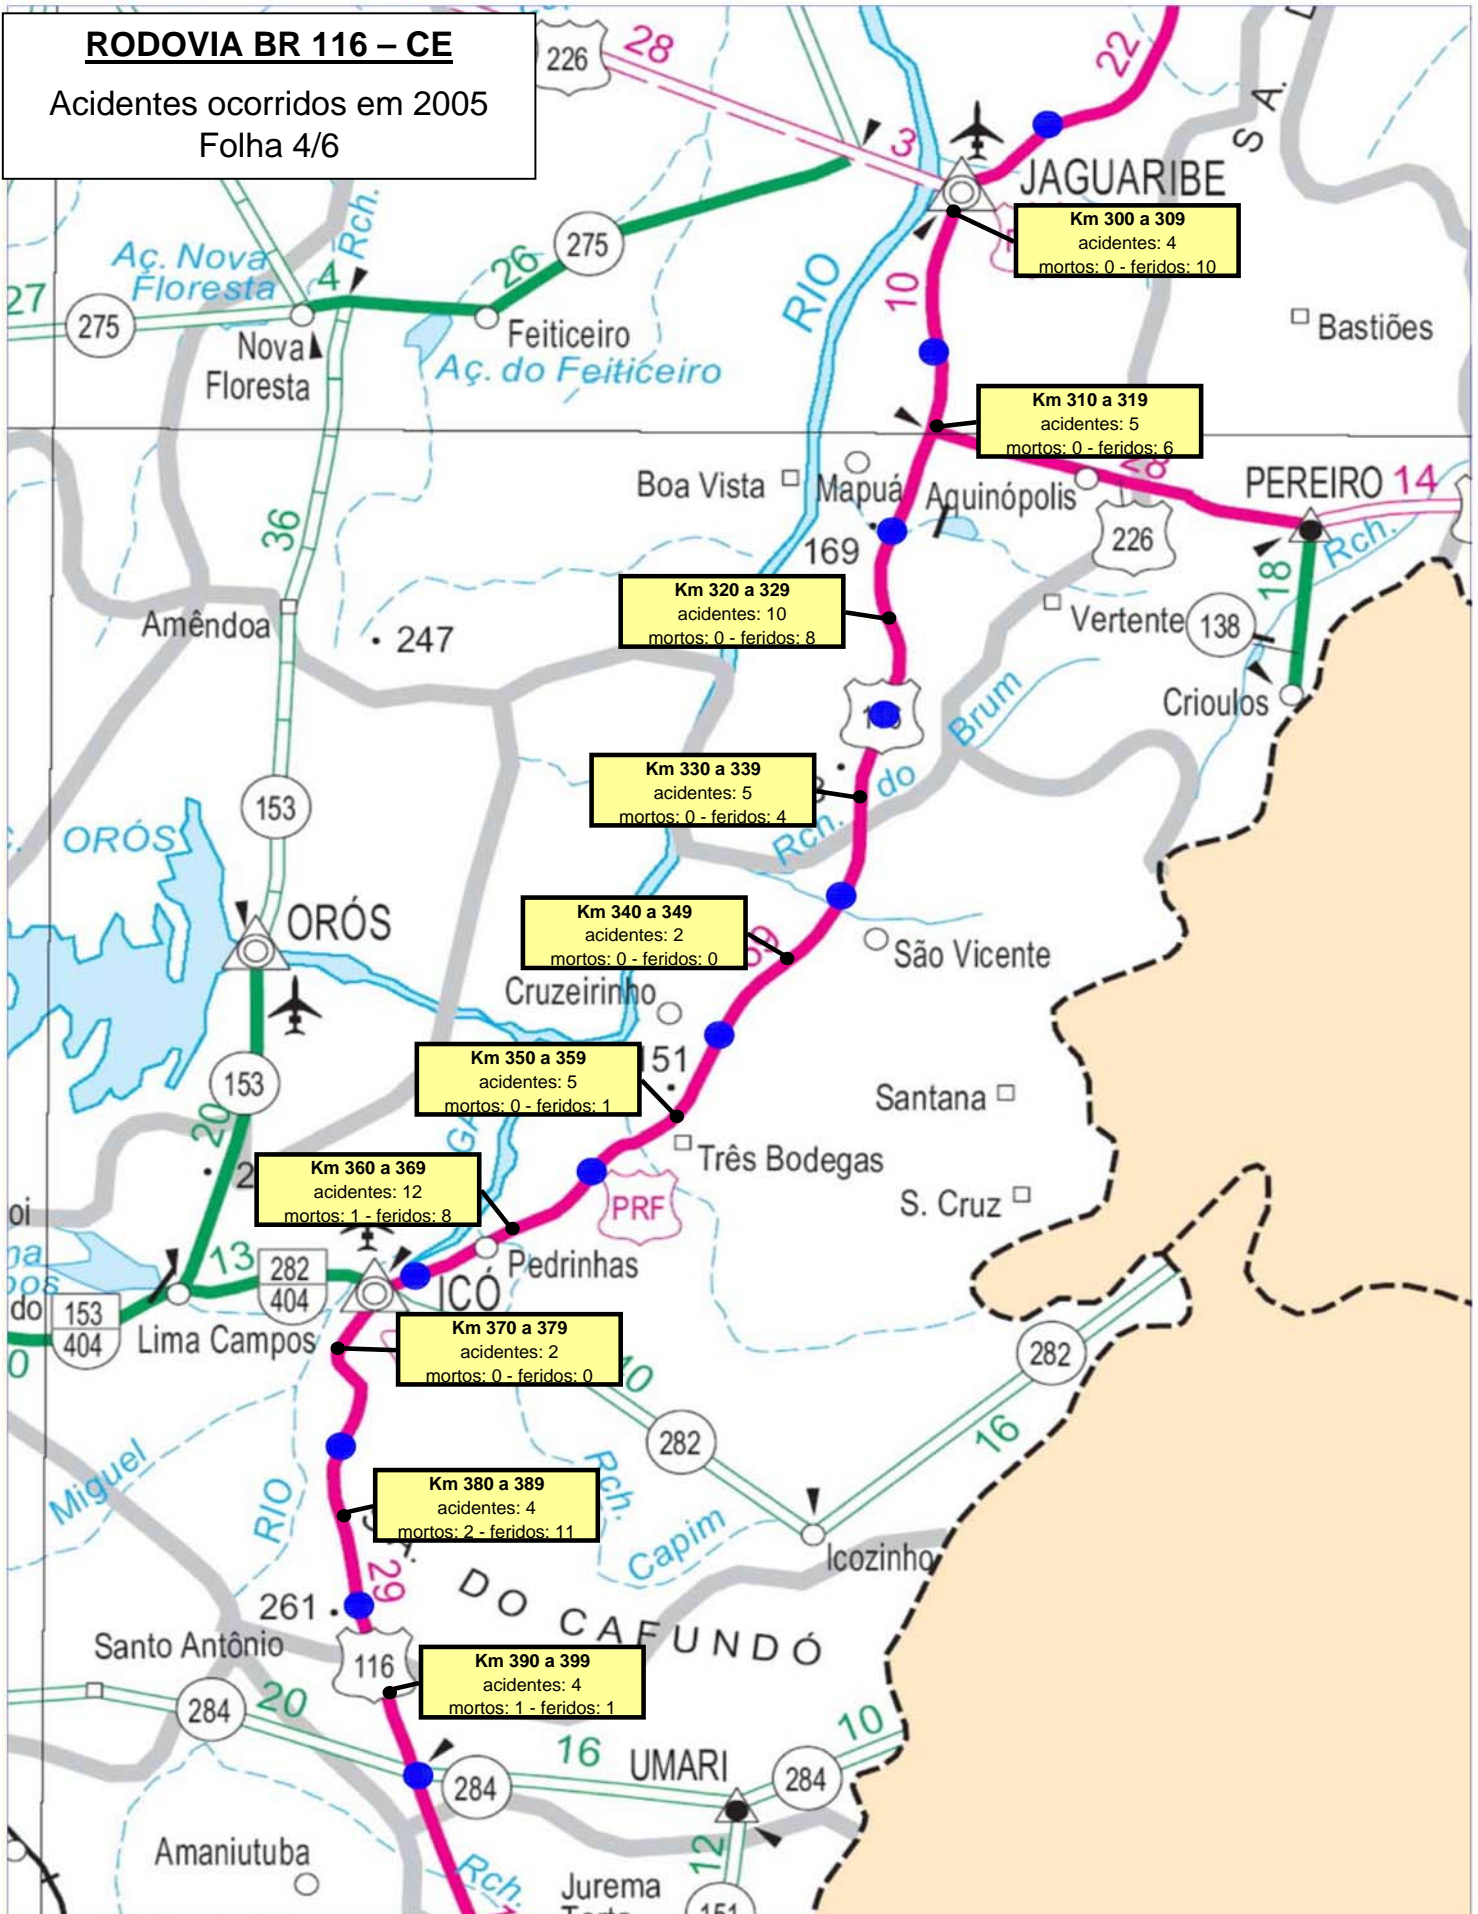 RODOVIA BR 116 – CE
Acidentes ocorridos em 2005
Folha 4/6
226
28
22
3
S A.
JAGUARIBE
Km 300 a 309
acidentes: 4
mortos: 0 - feridos: 10
Rch.
275
26
Aç. Nova
Floresta
4
27
275
Nova
Floresta
Feiticeiro
Aç. do Feiticeiro
RIO
10
Bastiões
Km 310 a 319
acidentes: 5
mortos: 0 - feridos: 6
Boa Vista
Mapuá
Aquinópolis
PEREIRO
14
226
Rch.
36
169
18
Km 320 a 329
acidentes: 10
mortos: 0 - feridos: 8
Vertente
138
Amêndoa
247
Crioulos
Brum
do
Rch.
Km 330 a 339
acidentes: 5
mortos: 0 - feridos: 4
153
ORÓS
ORÓS
Km 340 a 349
acidentes: 2
mortos: 0 - feridos: 0
São Vicente
Cruzeirinho
Km 350 a 359
acidentes: 5
mortos: 0 - feridos: 1
151
153
20
Santana
Três Bodegas
S. Cruz
Km 360 a 369
acidentes: 12
mortos: 1 - feridos: 8
PRF
Pedrinhas
13
282
404
ICÓ
do
153
404
Lima Campos
Km 370 a 379
acidentes: 2
mortos: 0 - feridos: 0
282
282
16
Miguel
RIO
Rch.
Capim
Km 380 a 389
acidentes: 4
mortos: 2 - feridos: 11
29
Icozinho
DO CAFUNDÓ
261
Santo Antônio
116
Km 390 a 399
acidentes: 4
mortos: 1 - feridos: 1
284
20
16
284
UMARI
284
10
12
Amaniutuba
Rch.
Jurema
151